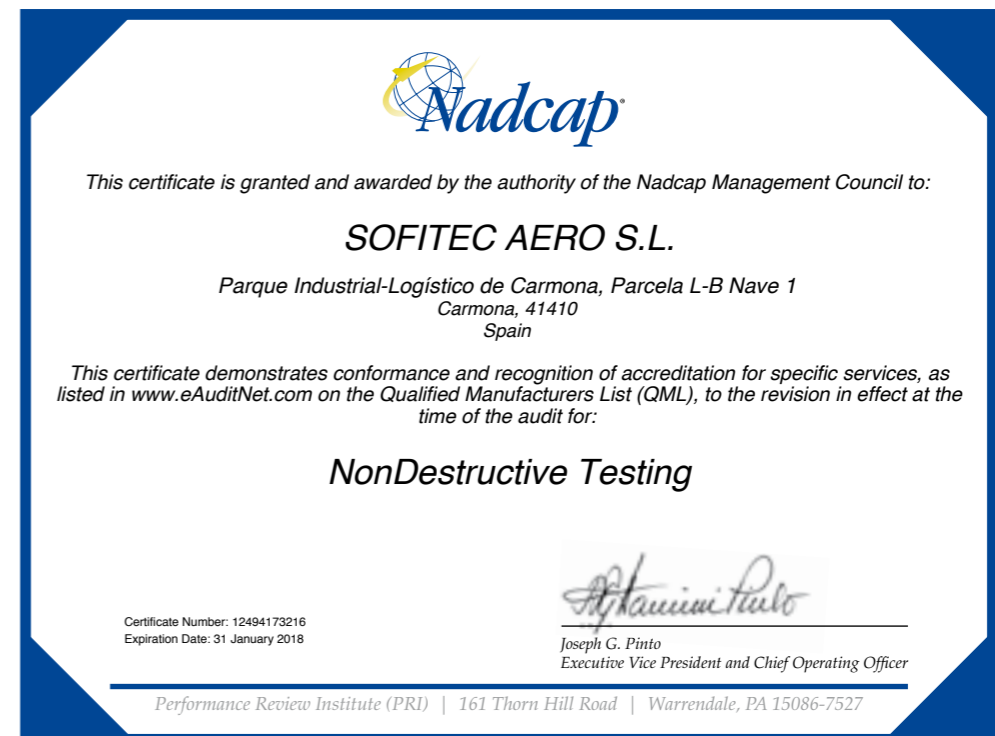 Nadcap
This certificate is granted and awarded by the authority of the Nadcap Management Council to:
SOFITEC AERO S.L.
Parque Industrial-Logístico de Carmona, Parcela L-B Nave 1
Carmona, 41410
Spain
This certificate demonstrates conformance and recognition of accreditation for specific services, as
listed in www.eAuditNet.com on the Qualified Manufacturers List (QML), to the revision in effect at the
time of the audit for:
NonDestructive Testing
Certificate Number: 12494173216
Expiration Date: 31 January 2018
Joseph G. Pinto
Executive Vice President and Chief Operating Officer
Performance Review Institute (PRI) | 161 Thorn Hill Road | Warrendale, PA 15086-7527